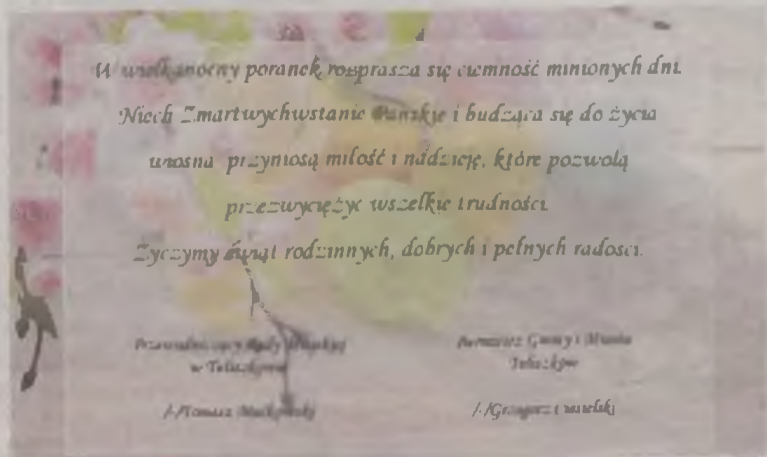 W wielkanocny poranek rozprasza się ciemność minionych dni.
Niech Zmartwychwstanie Pańskie i budząca się do życia
wiosna przyniosą miłość i nadzieję, które pozwolą
przezwyciężyć wszelkie trudności.
Życzymy świąt rodzinnych, dobrych i pełnych radości.
Przewodniczący Rady Miejskiej
w Tuliszkowie
Burmistrz Gminy i Miasta
Tuliszków
/-/Tomasz
/-/Grzegorz